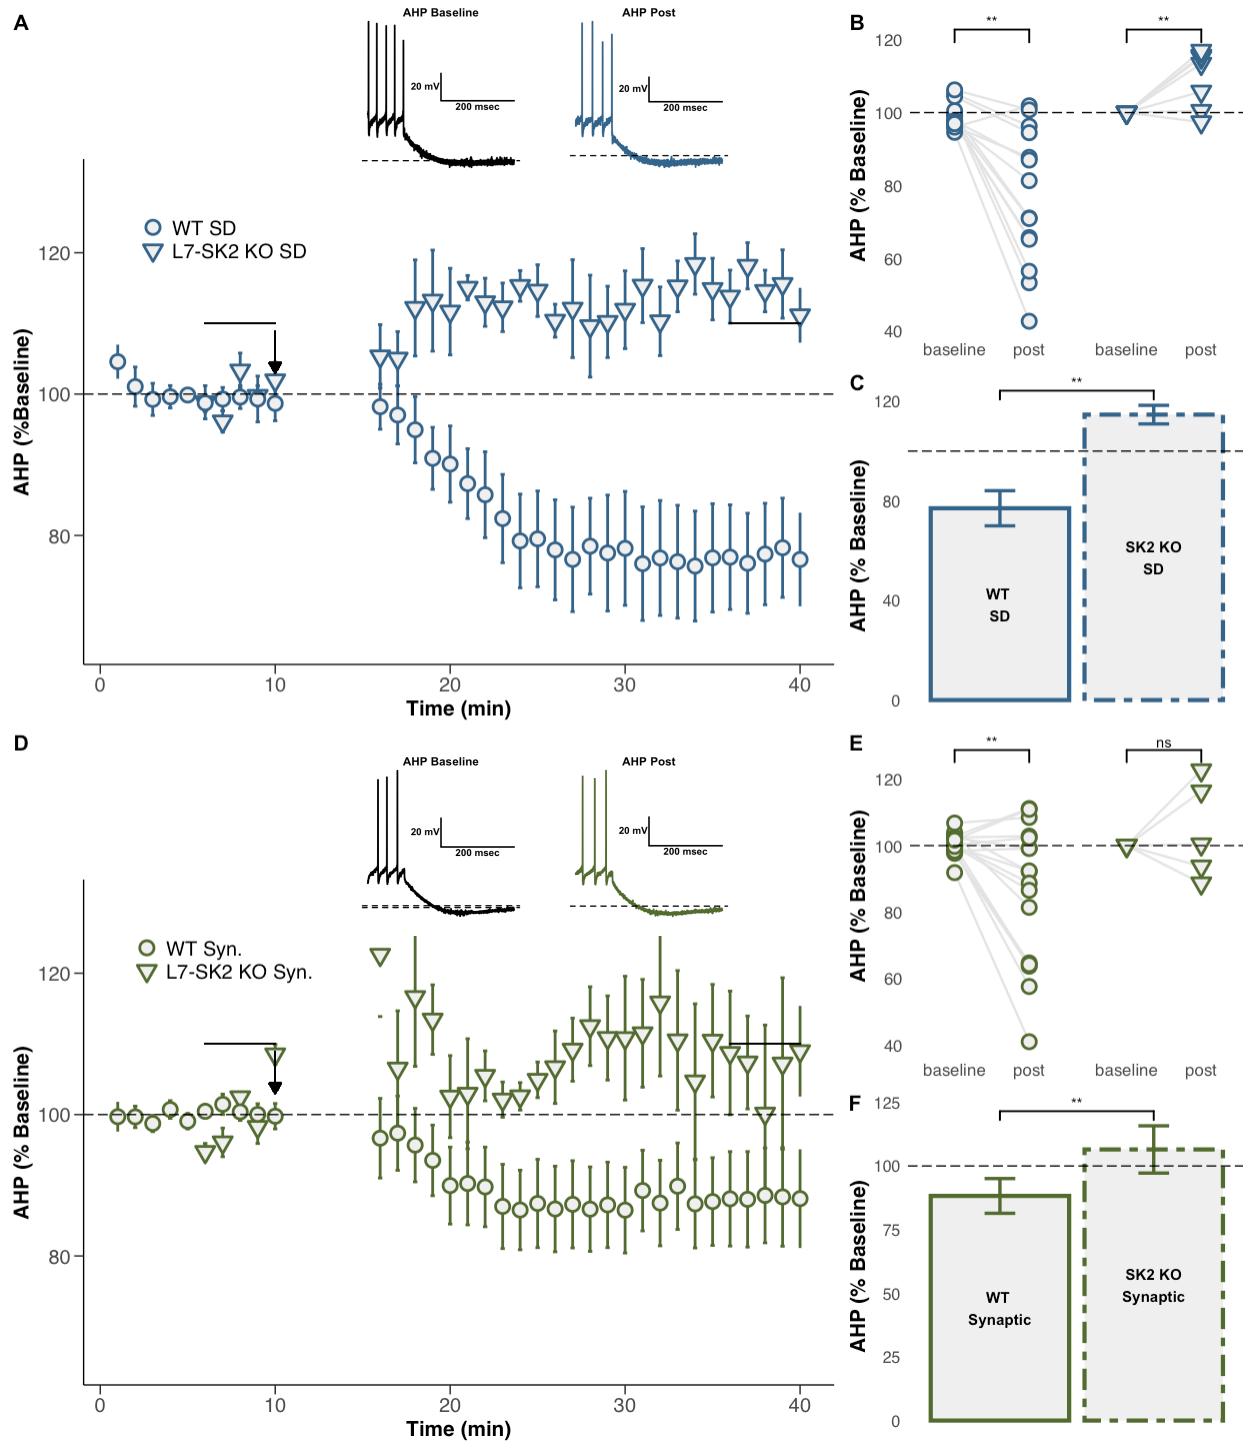 A
AHP Baseline
AHP Post
20 mV
200 msec
20 mV
200 msec
WT SD
L7-SK2 KO SD
120
100
80
AHP (%Baseline)
0
10
20
30
40
Time (min)
B
**
**
120
100
80
60
40
AHP (% Baseline)
baseline
post
baseline
post
C
**
120
80
40
0
AHP (% Baseline)
WT
SD
SK2 KO
SD
D
AHP Baseline
AHP Post
20 mV
200 msec
20 mV
200 msec
WT Syn.
L7-SK2 KO Syn.
120
100
80
AHP (% Baseline)
0
10
20
30
40
Time (min)
E
**
ns
120
100
80
60
40
AHP (% Baseline)
baseline
post
baseline
post
F
**
125
100
75
50
25
0
AHP (% Baseline)
WT
Synaptic
SK2 KO
Synaptic